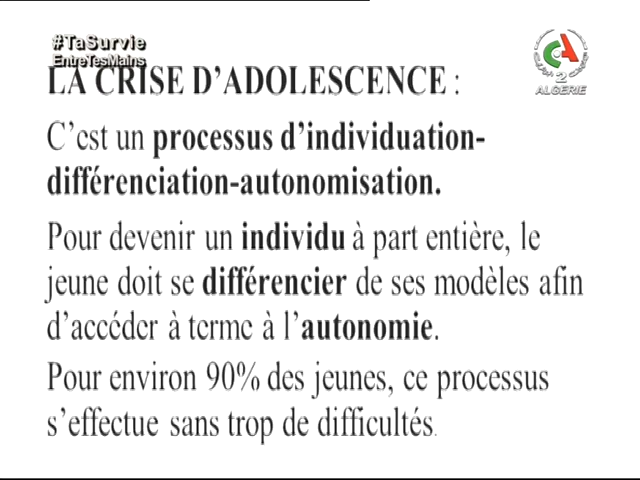 #TaSurvie
EntreTesMains
CA
2
ALGERIE
LA CRISE D’ADOLESCENCE :
C’est un processus d’individuation-
différenciation-autonomisation.
Pour devenir un individu à part entière, le
jeune doit se différencier de ses modèles afin
d’accéder à terme à l’autonomie.
Pour environ 90% des jeunes, ce processus
s’effectue sans trop de difficultés.